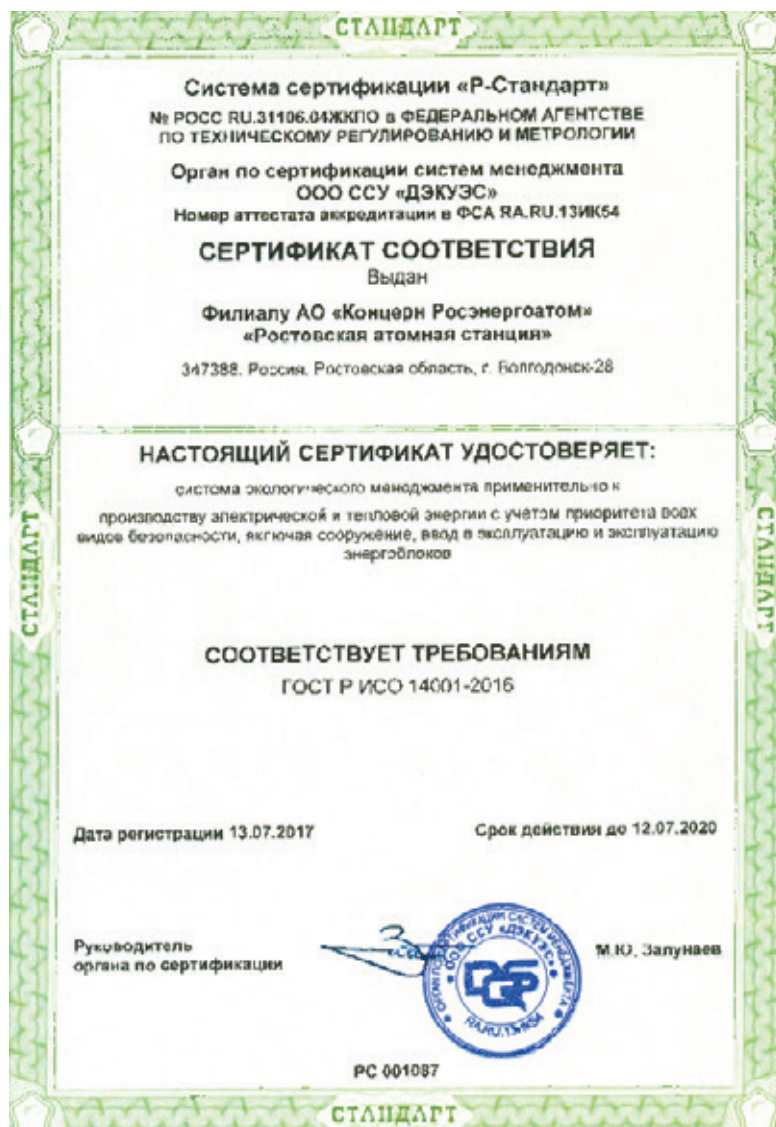 СТАНДАРТ
Система сертификации «Р-Стандарт»
№ РОСС RU.31106.04ЖКПО в ФЕДЕРАЛЬНОМ АГЕНТСТВЕ
ПО ТЕХНИЧЕСКОМУ РЕГУЛИРОВАНИЮ И МЕТРОЛОГИИ
Орган по сертификации систем менеджмента
ООО ССУ «ДЭКУЭС»
Номер аттестата аккредитации в ФСА RA.RU.13ИК54
СЕРТИФИКАТ СООТВЕТСТВИЯ
Выдан
Филиалу АО «Концерн Росэнергоатом»
«Ростовская атомная станция»
347388, Россия, Ростовская область, г. Волгодонск-28
НАСТОЯЩИЙ СЕРТИФИКАТ УДОСТОВЕРЯЕТ:
система экологического менеджмента применительно к
производству электрической и тепловой энергии с учетом приоритета всех
видов безопасности, включая сооружение, ввод в эксплуатацию и эксплуатацию
энергоблоков
СТАНДАРТ
СТАНДАРТ
СООТВЕТСТВУЕТ ТРЕБОВАНИЯМ
ГОСТ Р ИСО 14001-2016
Дата регистрации 13.07.2017
Срок действия до 12.07.2020
Руководитель
органа по сертификации
М.Ю. Залунаев
ОРГАН ПО СЕРТИФИКАЦИИ СИСТЕМ МЕНЕДЖМЕНТА
ООО ССУ «ДЭКУЭС»
RA.RU.13ИК54
РС 001087
СТАНДАРТ